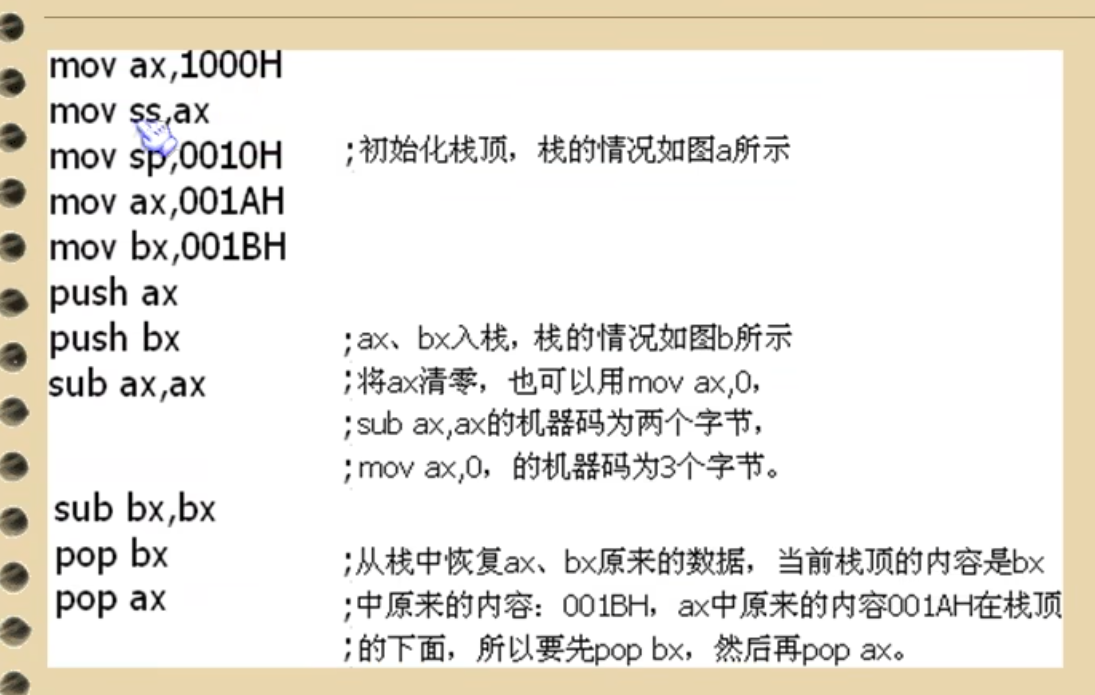 mov ax,1000H
mov ss,ax
mov sp,0010H ;初始化栈顶，栈的情况如图a所示
mov ax,001AH
mov bx,001BH
push ax
push bx ;ax、bx入栈，栈的情况如图b所示
sub ax,ax ;将ax清零，也可以用mov ax,0，
;sub ax,ax的机器码为两个字节，
;mov ax,0，的机器码为3个字节。
sub bx,bx
pop bx ;从栈中恢复ax、bx原来的数据，当前栈顶的内容是bx
pop ax ;中原来的内容：001BH，ax中原来的内容001AH在栈顶
;的下面，所以要先pop bx，然后再pop ax。